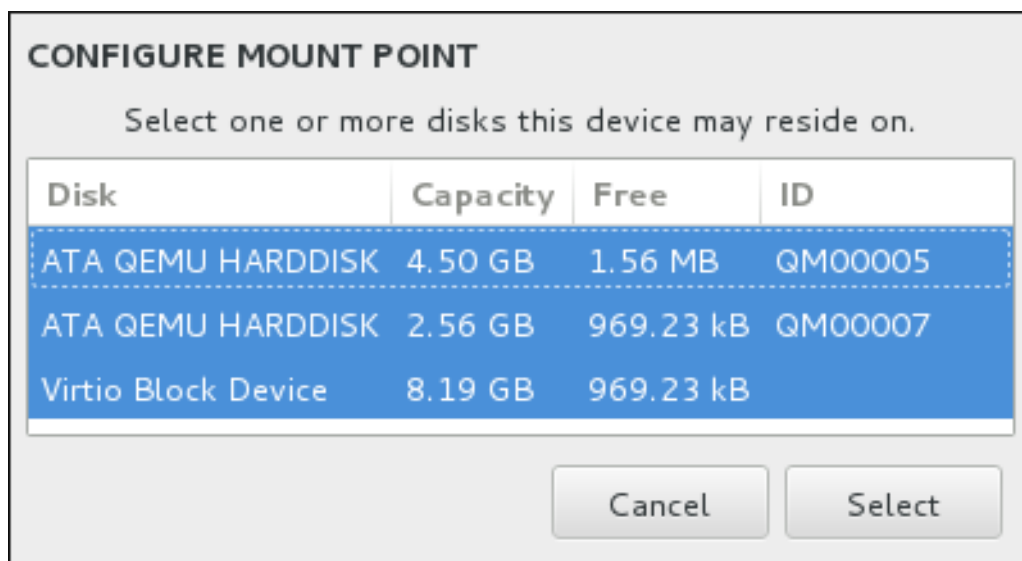 CONFIGURE MOUNT POINT
Select one or more disks this device may reside on.
Disk Capacity Free ID
ATA QEMU HARDDISK 4.50 GB 1.56 MB QM00005
ATA QEMU HARDDISK 2.56 GB 969.23 kB QM00007
Virtio Block Device 8.19 GB 969.23 kB
Cancel Select